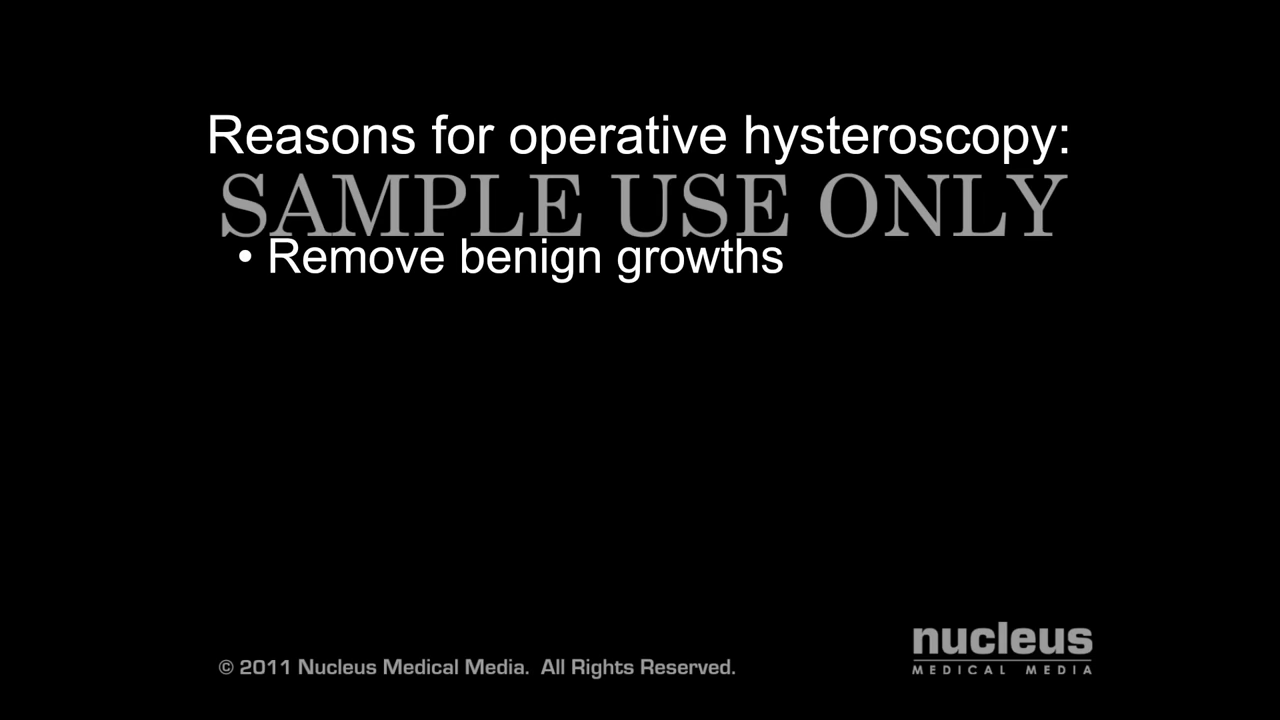 Reasons for operative hysteroscopy:
SAMPLE USE ONLY
• Remove benign growths
nucleus
MEDICAL MEDIA
© 2011 Nucleus Medical Media. All Rights Reserved.